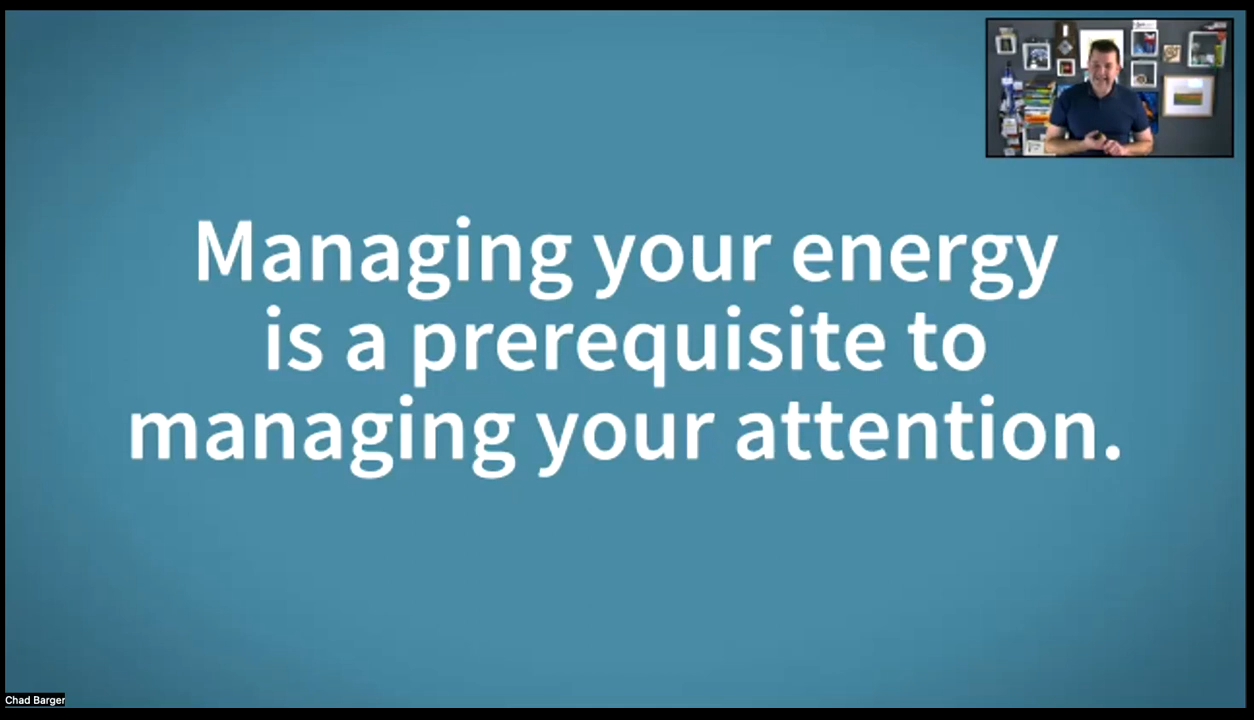 Managing your energy
is a prerequisite to
managing your attention.
Chad Barger